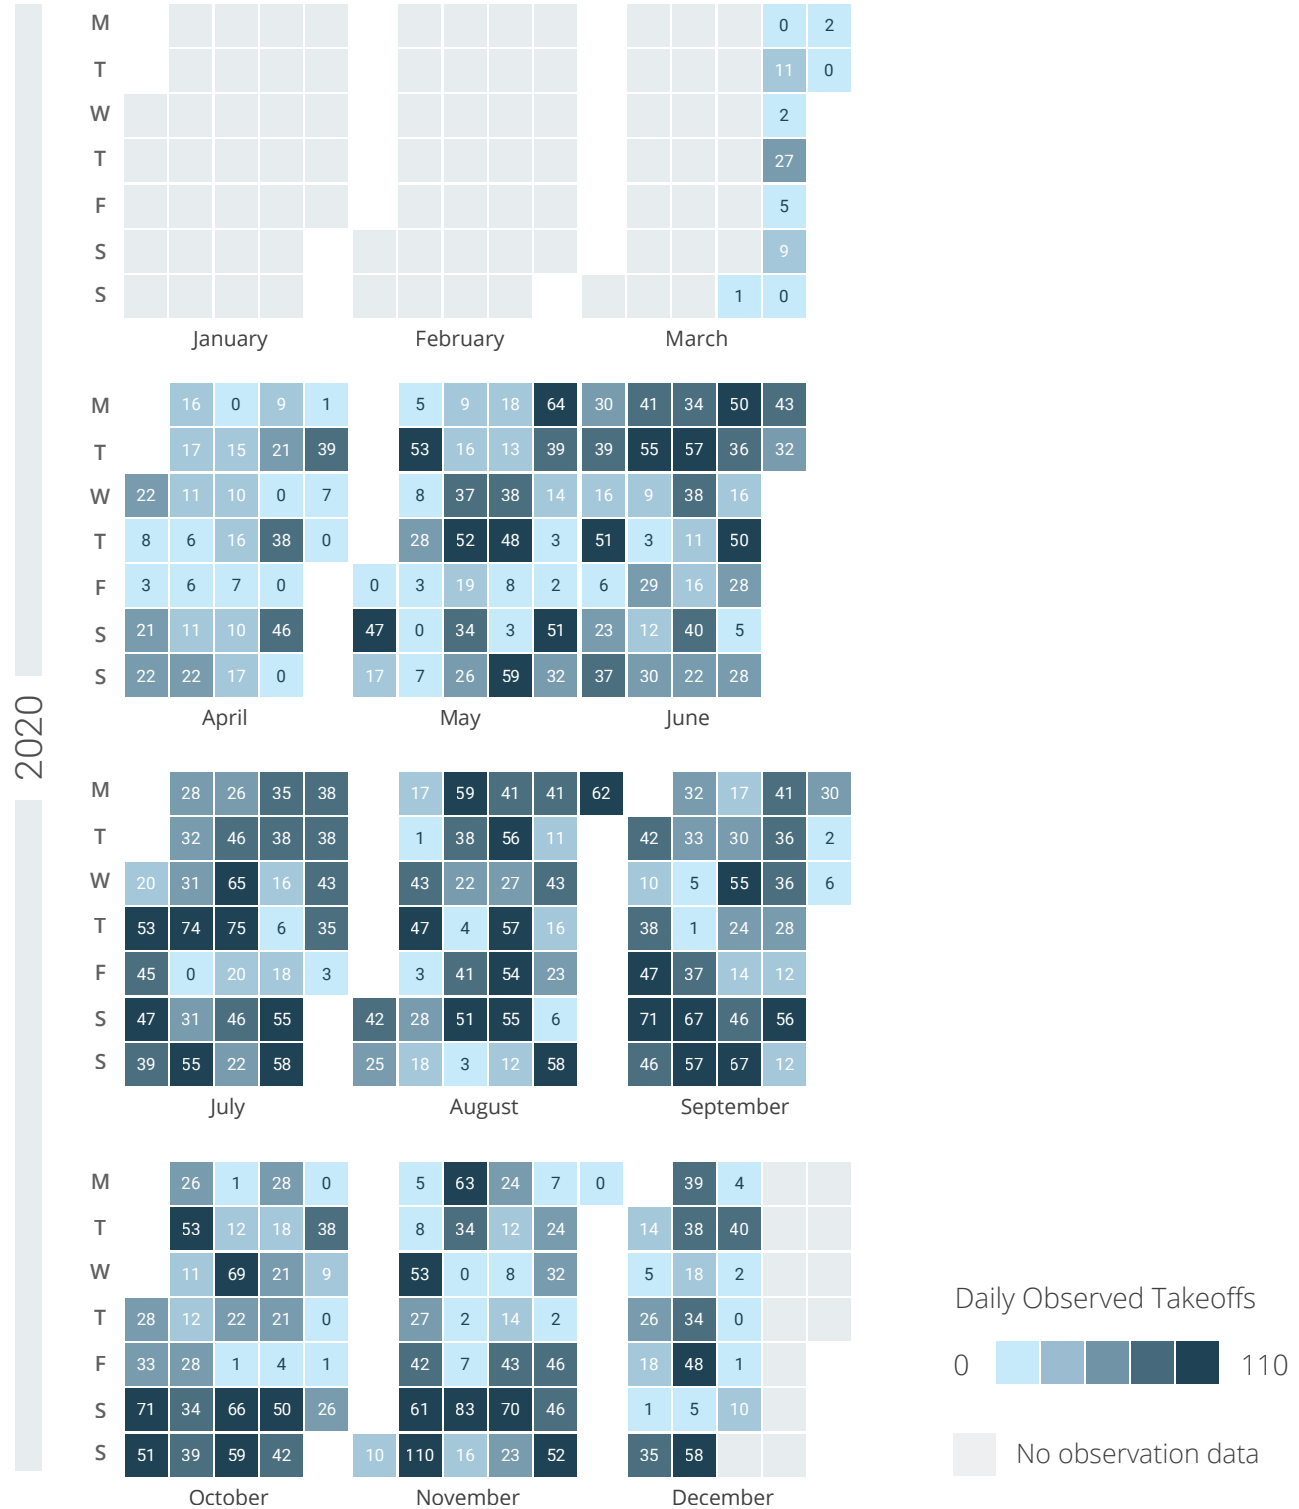 M 0 2
T 11 0
W 2
T 27
F 5
S 9
S 1 0
January February March
M 16 0 9 1 5 9 18 64 30 41 34 50 43
T 17 15 21 39 53 16 13 39 39 55 57 36 32
W 22 11 10 0 7 8 37 38 14 16 9 38 16
T 8 6 16 38 0 28 52 48 3 51 3 11 50
F 3 6 7 0 0 3 19 8 2 6 29 16 28
S 21 11 10 46 47 0 34 3 51 23 12 40 5
S 22 22 17 0 17 7 26 59 32 37 30 22 28
April May June
2020
M 28 26 35 38 17 59 41 41 62 32 17 41 30
T 32 46 38 38 1 38 56 11 42 33 30 36 2
W 20 31 65 16 43 43 22 27 43 10 5 55 36 6
T 53 74 75 6 35 47 4 57 16 38 1 24 28
F 45 0 20 18 3 3 41 54 23 47 37 14 12
S 47 31 46 55 42 28 51 55 6 71 67 46 56
S 39 55 22 58 25 18 3 12 58 46 57 67 12
July August September
M 26 1 28 0 5 63 24 7 0 39 4
T 53 12 18 38 8 34 12 24 14 38 40
W 11 69 21 9 53 0 8 32 5 18 2
T 28 12 22 21 0 27 2 14 2 26 34 0
F 33 28 1 4 1 42 7 43 46 18 48 1
S 71 34 66 50 26 61 83 70 46 1 5 10
S 51 39 59 42 10 110 16 23 52 35 58
October November December
Daily Observed Takeoffs
0 110
No observation data